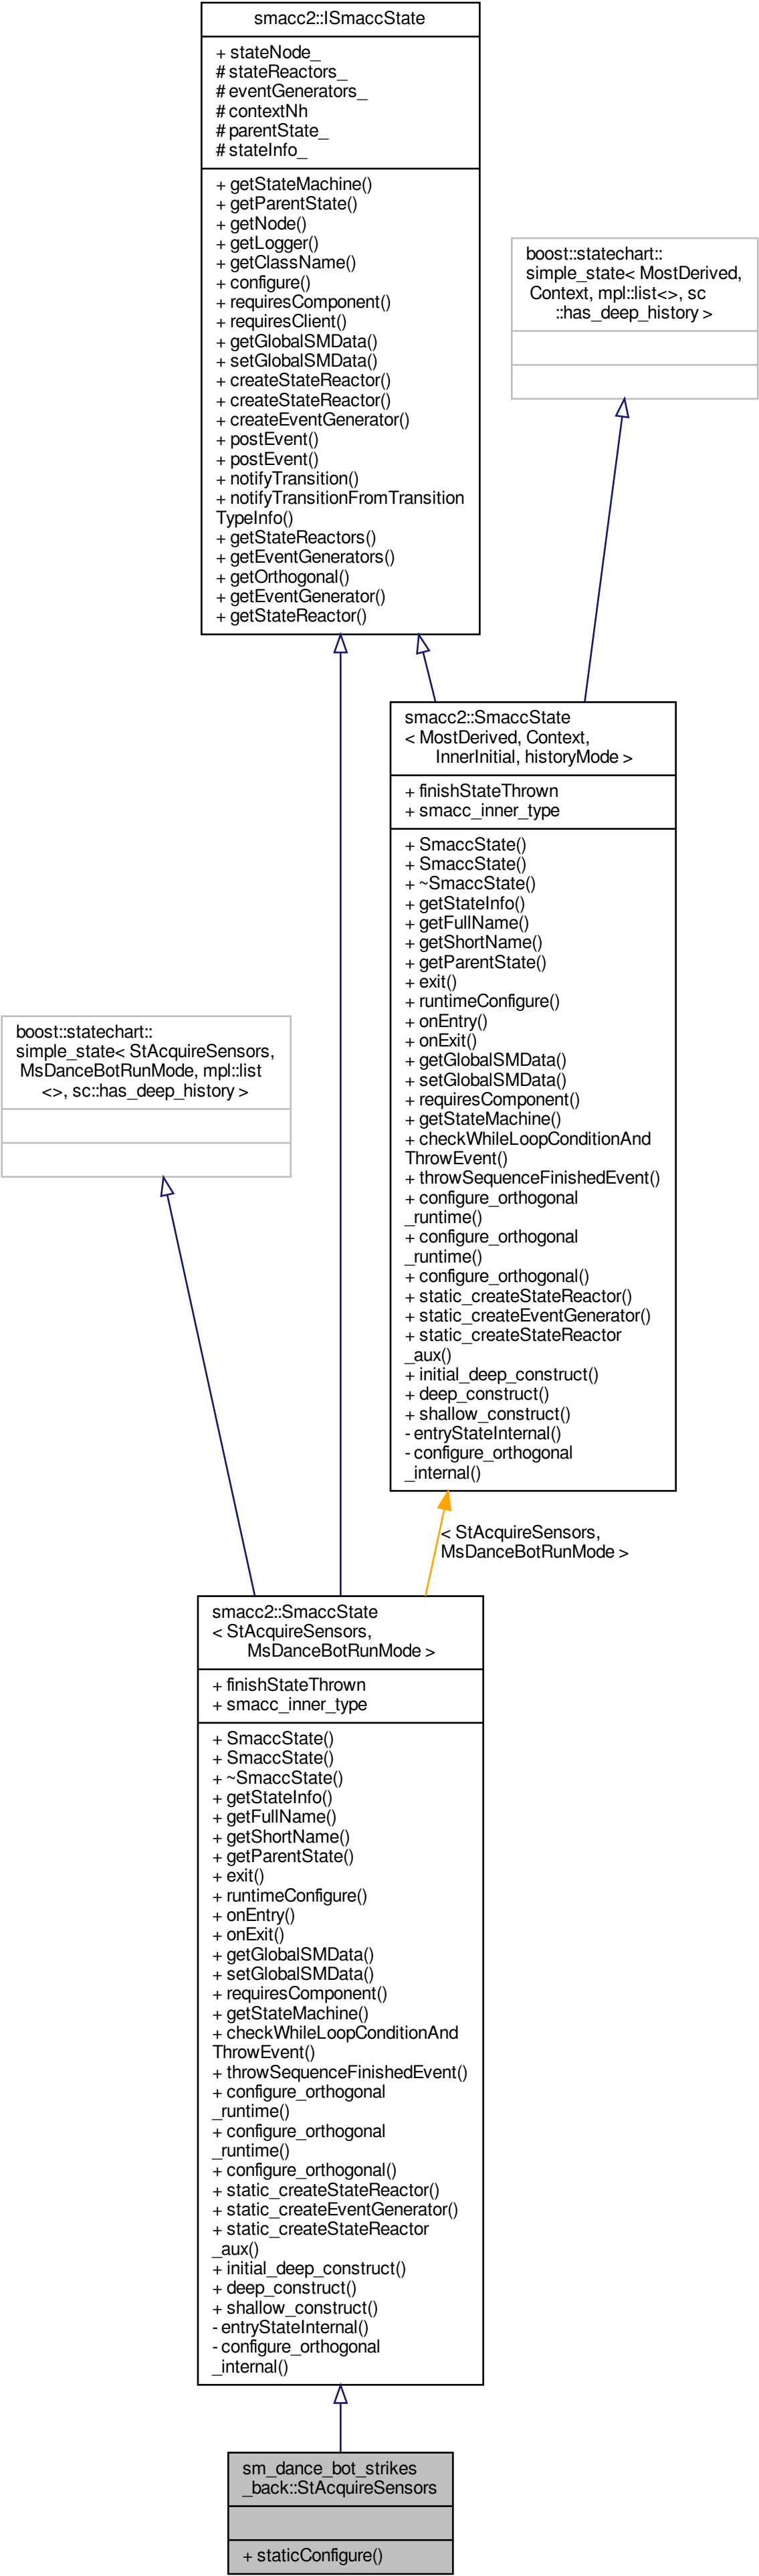 smacc2::ISmaccState
+ stateNode_
# stateReactors_
# eventGenerators_
# contextNh
# parentState_
# stateInfo_
+ getStateMachine()
+ getParentState()
+ getNode()
+ getLogger()
+ getClassName()
+ configure()
+ requiresComponent()
+ requiresClient()
+ getGlobalSMData()
+ setGlobalSMData()
+ createStateReactor()
+ createStateReactor()
+ createEventGenerator()
+ postEvent()
+ postEvent()
+ notifyTransition()
+ notifyTransitionFromTransition
TypeInfo()
+ getStateReactors()
+ getEventGenerators()
+ getOrthogonal()
+ getEventGenerator()
+ getStateReactor()
boost::statechart::
simple_state< MostDerived,
Context, mpl::list<>, sc
::has_deep_history >
smacc2::SmaccState
< MostDerived, Context,
InnerInitial, historyMode >
+ finishStateThrown
+ smacc_inner_type
+ SmaccState()
+ SmaccState()
+ ~SmaccState()
+ getStateInfo()
+ getFullName()
+ getShortName()
+ getParentState()
+ exit()
+ runtimeConfigure()
+ onEntry()
+ onExit()
+ getGlobalSMData()
+ setGlobalSMData()
+ requiresComponent()
+ getStateMachine()
+ checkWhileLoopConditionAnd
ThrowEvent()
+ throwSequenceFinishedEvent()
+ configure_orthogonal
_runtime()
+ configure_orthogonal
_runtime()
+ configure_orthogonal()
+ static_createStateReactor()
+ static_createEventGenerator()
+ static_createStateReactor
_aux()
+ initial_deep_construct()
+ deep_construct()
+ shallow_construct()
- entryStateInternal()
- configure_orthogonal
_internal()
boost::statechart::
simple_state< StAcquireSensors,
MsDanceBotRunMode, mpl::list
<>, sc::has_deep_history >
< StAcquireSensors,
MsDanceBotRunMode >
smacc2::SmaccState
< StAcquireSensors,
MsDanceBotRunMode >
+ finishStateThrown
+ smacc_inner_type
+ SmaccState()
+ SmaccState()
+ ~SmaccState()
+ getStateInfo()
+ getFullName()
+ getShortName()
+ getParentState()
+ exit()
+ runtimeConfigure()
+ onEntry()
+ onExit()
+ getGlobalSMData()
+ setGlobalSMData()
+ requiresComponent()
+ getStateMachine()
+ checkWhileLoopConditionAnd
ThrowEvent()
+ throwSequenceFinishedEvent()
+ configure_orthogonal
_runtime()
+ configure_orthogonal
_runtime()
+ configure_orthogonal()
+ static_createStateReactor()
+ static_createEventGenerator()
+ static_createStateReactor
_aux()
+ initial_deep_construct()
+ deep_construct()
+ shallow_construct()
- entryStateInternal()
- configure_orthogonal
_internal()
sm_dance_bot_strikes
_back::StAcquireSensors
+ staticConfigure()